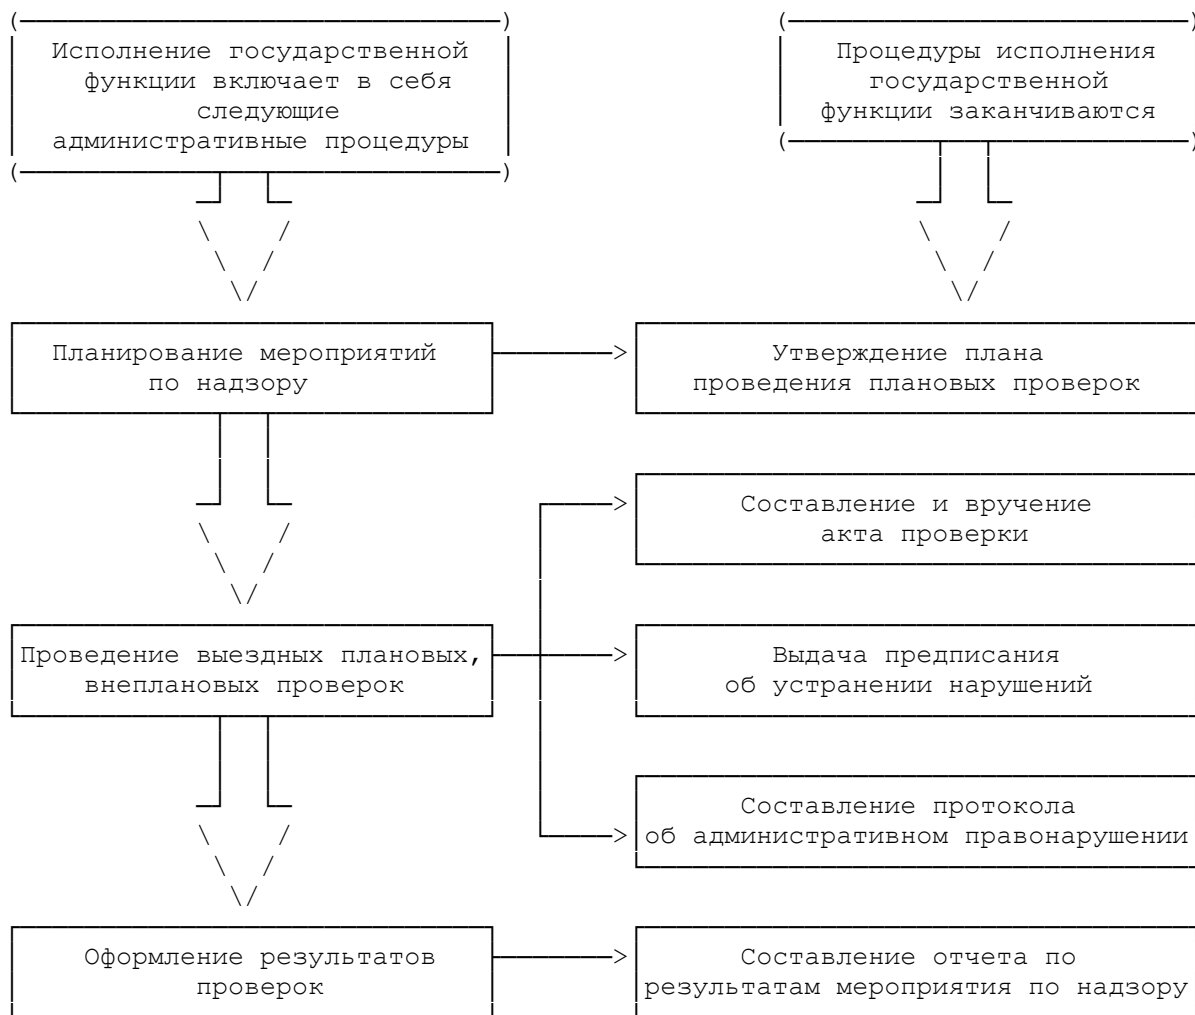 Исполнение государственной
функции включает в себя
следующие
административные процедуры
Процедуры исполнения
государственной
функции заканчиваются
Планирование мероприятий
по надзору
Утверждение плана
проведения плановых проверок
Составление и вручение
акта проверки
Проведение выездных плановых,
внеплановых проверок
Выдача предписания
об устранении нарушений
Составление протокола
об административном правонарушении
Оформление результатов
проверок
Составление отчета по
результатам мероприятия по надзору